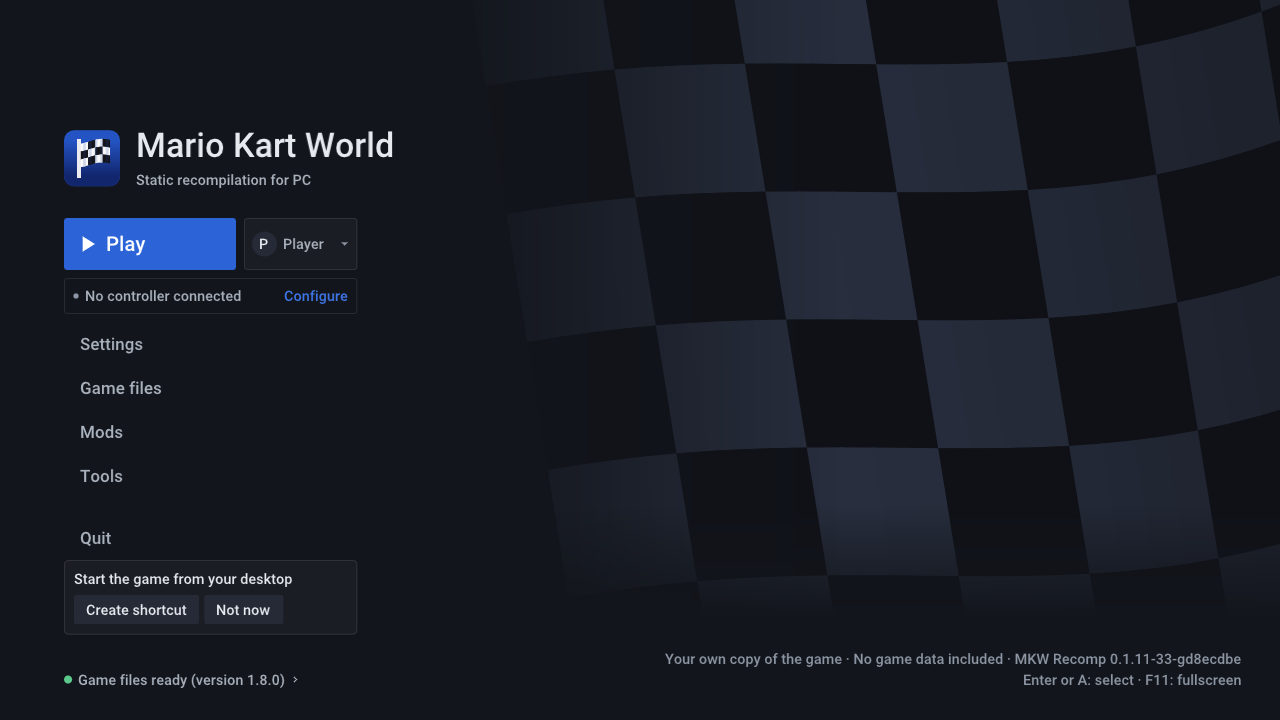 Mario Kart World
Static recompilation for PC
Play
P Player
No controller connected Configure
Settings
Game files
Mods
Tools
Quit
Start the game from your desktop
Create shortcut Not now
Game files ready (version 1.8.0)
Your own copy of the game · No game data included · MKW Recomp 0.1.11-33-gd8ecdbe
Enter or A: select · F11: fullscreen